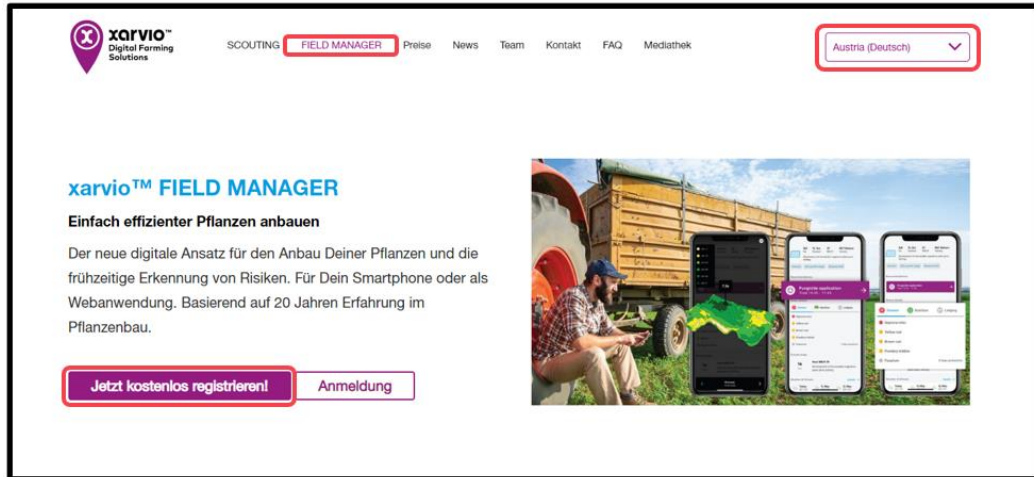 xarvio™
Digital Farming
Solutions
SCOUTING FIELD MANAGER Preise News Team Kontakt FAQ Mediathek
Austria (Deutsch)
xarvio™ FIELD MANAGER
Einfach effizienter Pflanzen anbauen
Der neue digitale Ansatz für den Anbau Deiner Pflanzen und die
frühzeitige Erkennung von Risiken. Für Dein Smartphone oder als
Webanwendung. Basierend auf 20 Jahren Erfahrung im
Pflanzenbau.
Jetzt kostenlos registrieren! Anmeldung
Fungicide application